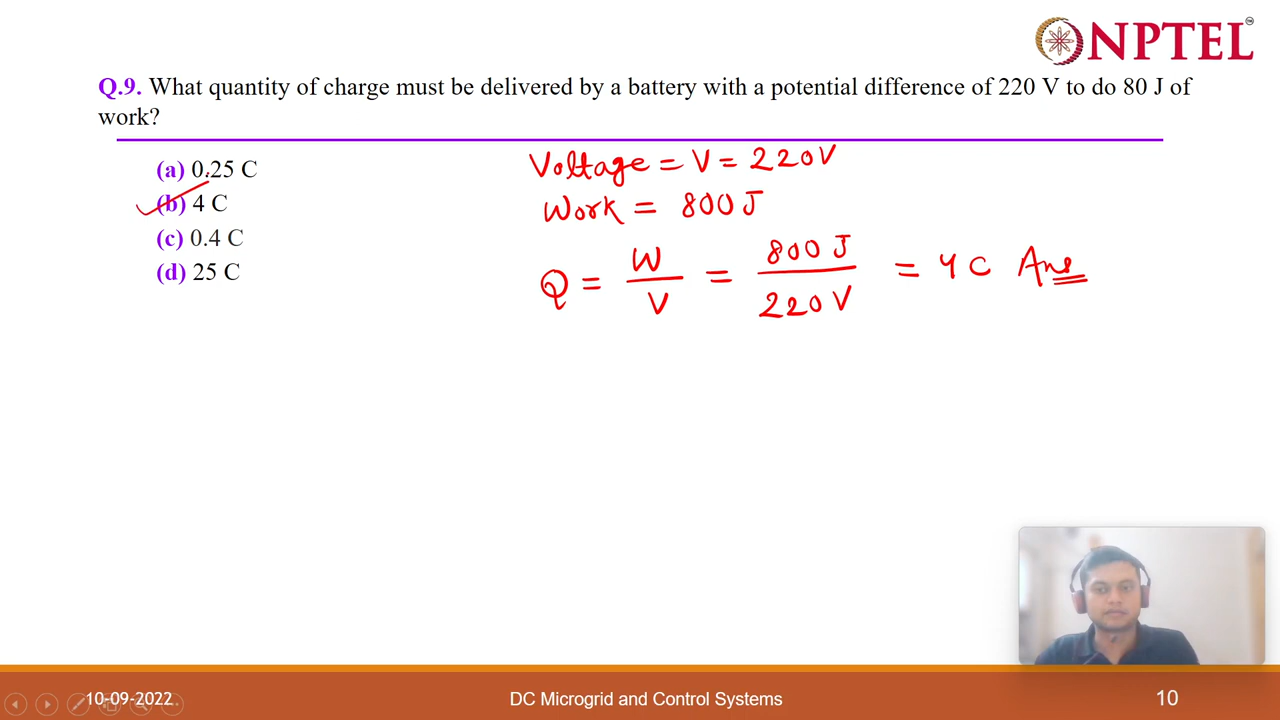 NPTEL
Q.9. What quantity of charge must be delivered by a battery with a potential difference of 220 V to do 80 J of
work?
(a) 0.25 C
(b) 4 C
(c) 0.4 C
(d) 25 C
Voltage = V = 220V
Work = 800 J
Q = W/V = 800 J/220 V = 4 C Ans
10-09-2022
DC Microgrid and Control Systems
10